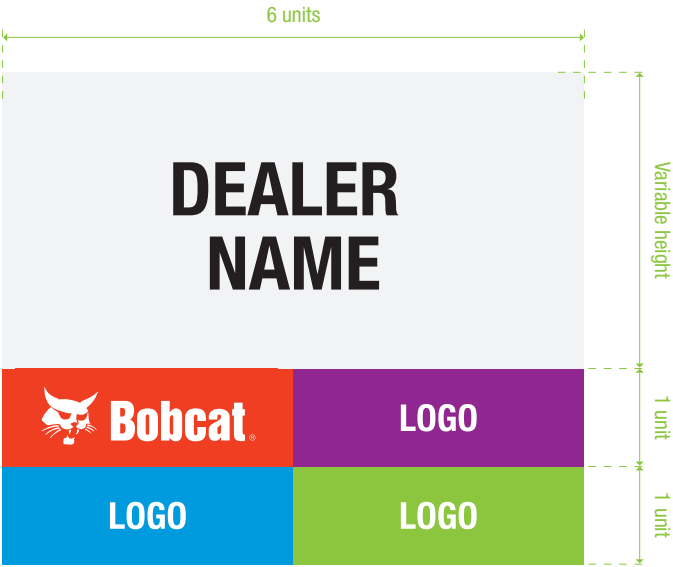 6 units
DEALER
NAME
Variable height
Bobcat®
LOGO
1 unit
LOGO
LOGO
1 unit